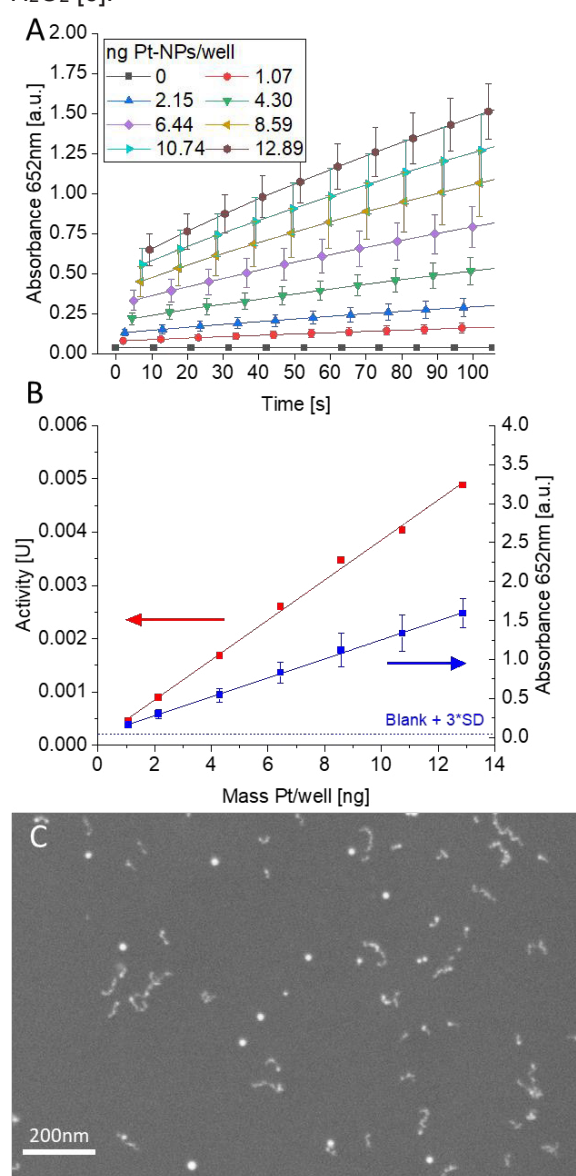 A
ng Pt-NPs/well
0 1.07
2.15 4.30
6.44 8.59
10.74 12.89
2.00
1.75
1.50
1.25
1.00
0.75
0.50
0.25
0.00
Absorbance 652nm [a.u.]
0 10 20 30 40 50 60 70 80 90 100
Time [s]
B
0.006
0.005
0.004
0.003
0.002
0.001
0.000
Activity [U]
4.0
3.5
3.0
2.5
2.0
1.5
1.0
0.5
0.0
Absorbance 652nm [a.u.]
Blank + 3*SD
0 2 4 6 8 10 12 14
Mass Pt/well [ng]
C
200nm